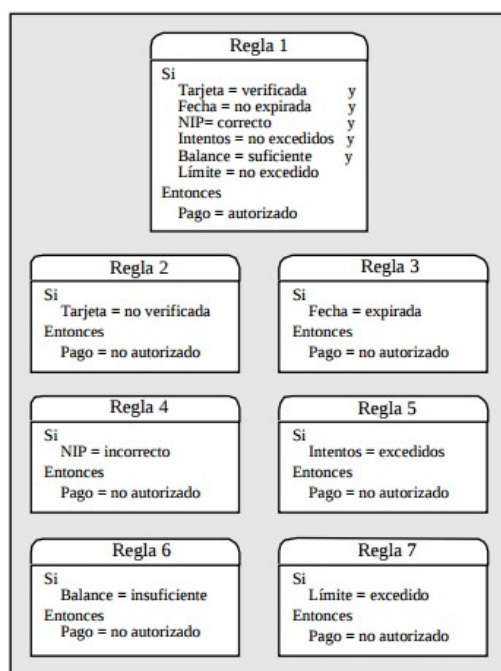 Regla 1
Si
Tarjeta = verificada y
Fecha = no expirada y
NIP= correcto y
Intentos = no excedidos y
Balance = suficiente y
Límite = no excedido
Entonces
Pago = autorizado
Regla 2
Si
Tarjeta = no verificada
Entonces
Pago = no autorizado
Regla 3
Si
Fecha = expirada
Entonces
Pago = no autorizado
Regla 4
Si
NIP = incorrecto
Entonces
Pago = no autorizado
Regla 5
Si
Intentos = excedidos
Entonces
Pago = no autorizado
Regla 6
Si
Balance = insuficiente
Entonces
Pago = no autorizado
Regla 7
Si
Límite = excedido
Entonces
Pago = no autorizado